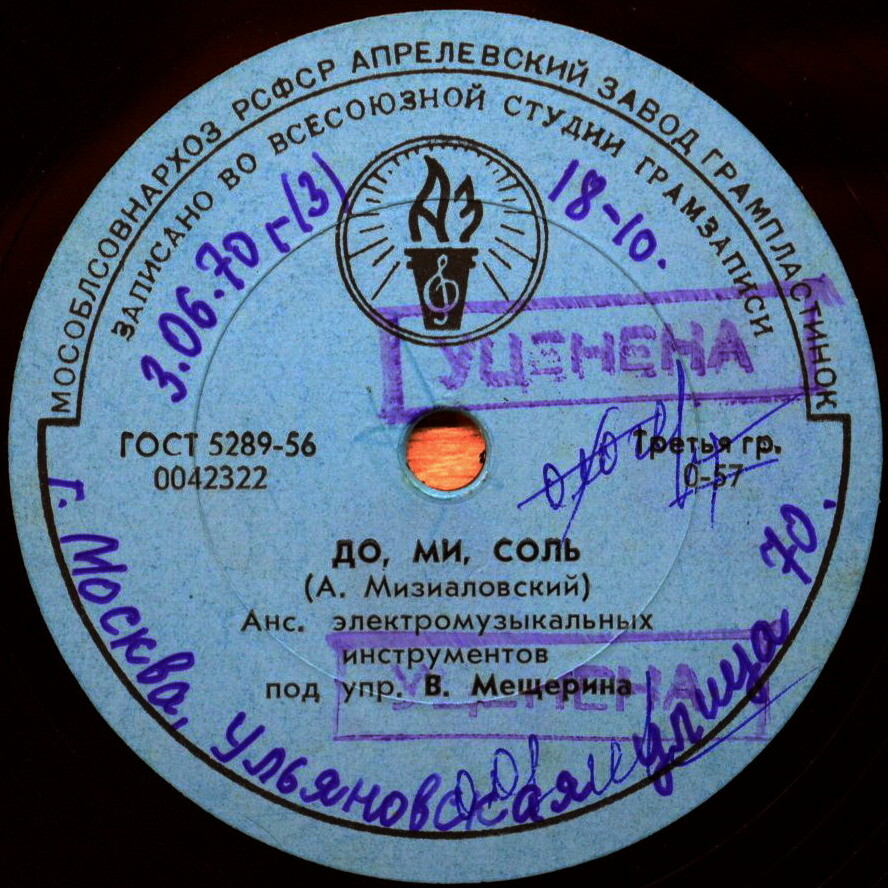 МОСОБЛСОВНАРХОЗ РСФСР АПРЕЛЕВСКИЙ ЗАВОД ГРАМПЛАСТИНОК
ЗАПИСАНО ВО ВСЕСОЮЗНОЙ СТУДИИ ГРАМЗАПИСИ
АЗ
3.06.70 г. (3)
18-10.
УЦЕНЕНА
ГОСТ 5289-56
0042322
Третья гр.
0-57
ДО, МИ, СОЛЬ
(А. Мизиаловский)
Анс. электромузыкальных
инструментов
под упр. В. Мещерина
УЦЕНЕНА
г. Москва, Ульяновская улица 70.